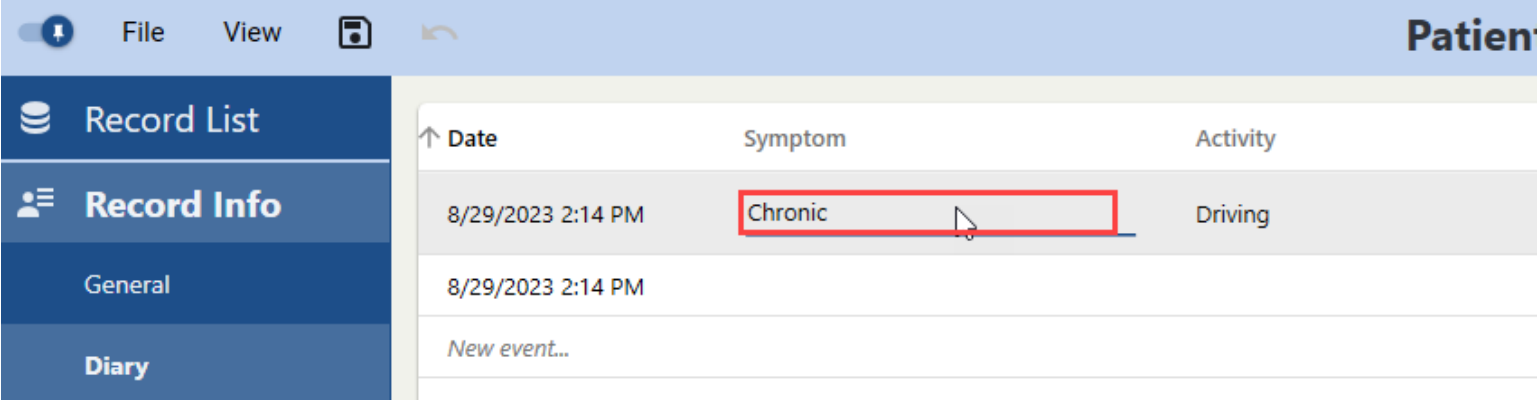 File View
Patient
Record List
Date Symptom Activity
Record Info
8/29/2023 2:14 PM Chronic Driving
General
8/29/2023 2:14 PM
New event...
Diary